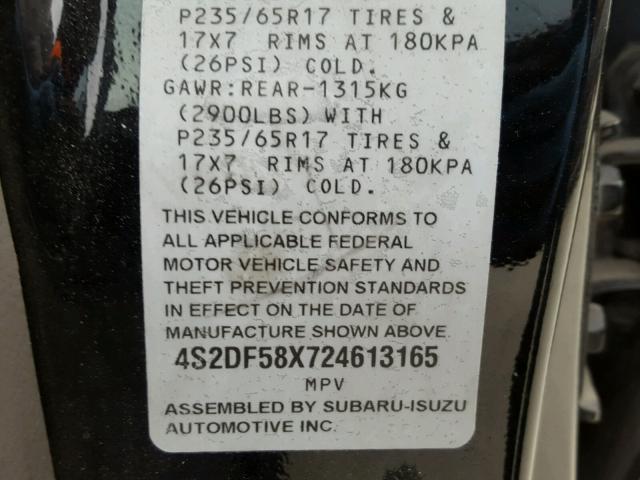 P235/65R17 TIRES &
17X7 RIMS AT 180KPA
(26PSI) COLD.
GAWR:REAR-1315KG
(2900LBS) WITH
P235/65R17 TIRES &
17X7 RIMS AT 180KPA
(26PSI) COLD.
THIS VEHICLE CONFORMS TO
ALL APPLICABLE FEDERAL
MOTOR VEHICLE SAFETY AND
THEFT PREVENTION STANDARDS
IN EFFECT ON THE DATE OF
MANUFACTURE SHOWN ABOVE.
4S2DF58X724613165
MPV
ASSEMBLED BY SUBARU-ISUZU
AUTOMOTIVE INC.